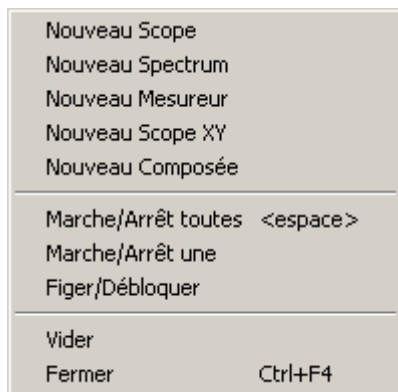 Nouveau Scope
Nouveau Spectrum
Nouveau Mesureur
Nouveau Scope XY
Nouveau Composée
Marche/Arrêt toutes <espace>
Marche/Arrêt une
Figer/Débloquer
Vider
Fermer Ctrl+F4